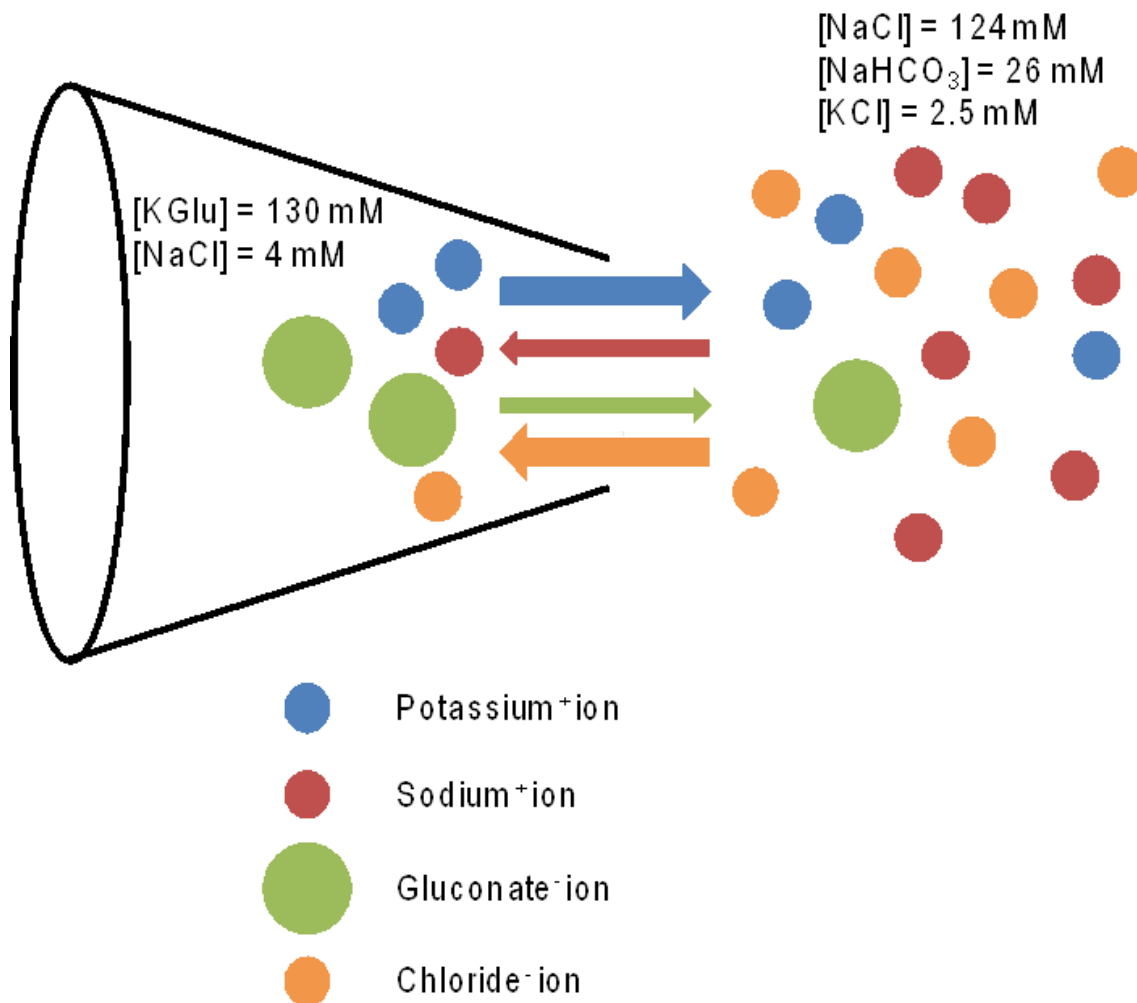 [NaCl] = 124 mM
[NaHCO₃] = 26 mM
[KCl] = 2.5 mM
[KGlu] = 130 mM
[NaCl] = 4 mM
Potassium⁺ion
Sodium⁺ion
Gluconate⁻ion
Chloride⁻ion